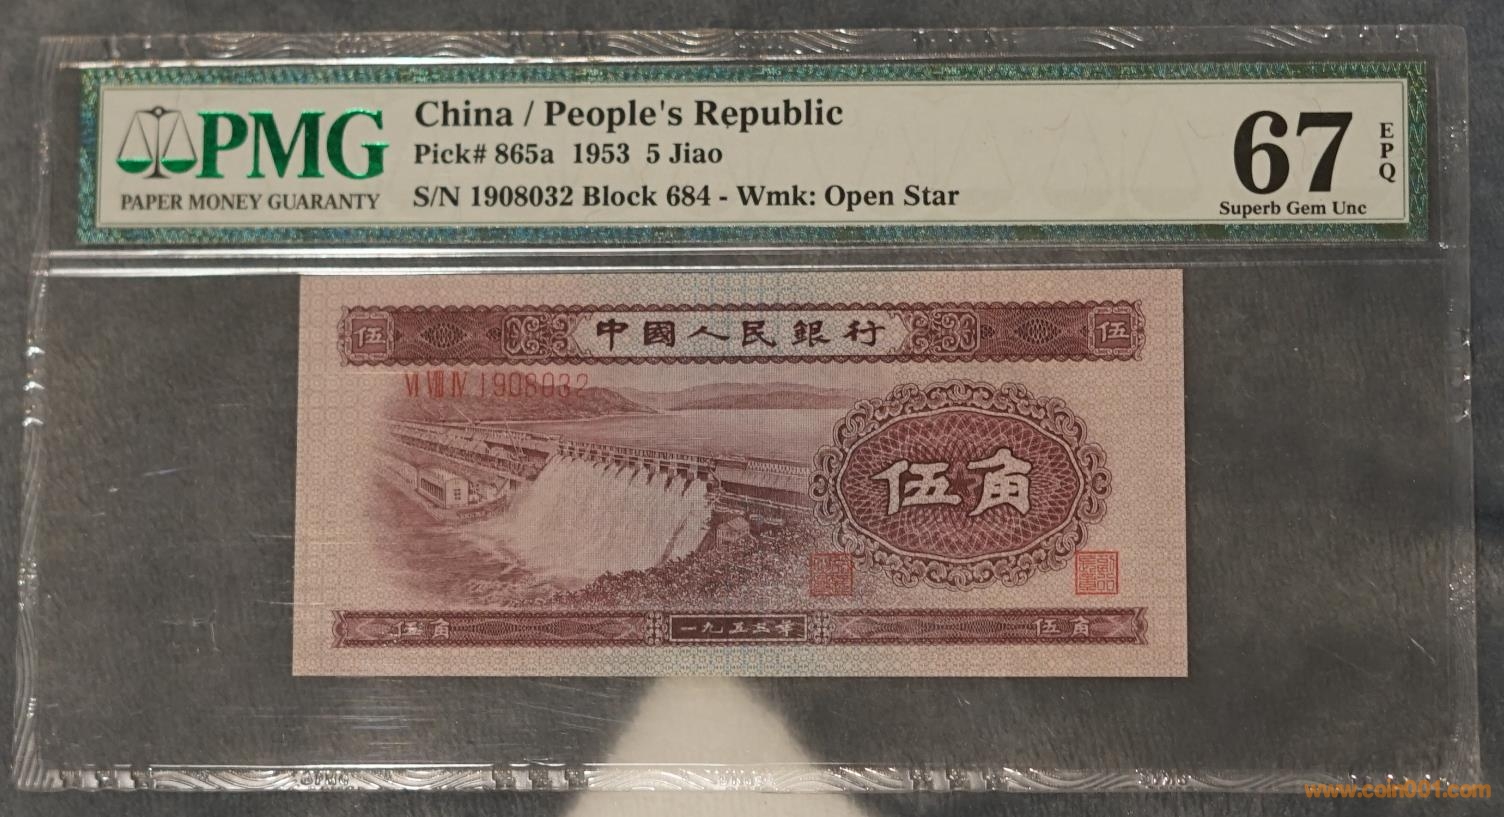 PMG
PAPER MONEY GUARANTY
China / People's Republic
Pick# 865a 1953 5 Jiao
S/N 1908032 Block 684 - Wmk: Open Star
67
EPQ
Superb Gem Unc
伍 中國人民銀行 伍
VI VIII IV 1908032
伍角
伍角 一九五三年 伍角
PMG
www.coin001.com